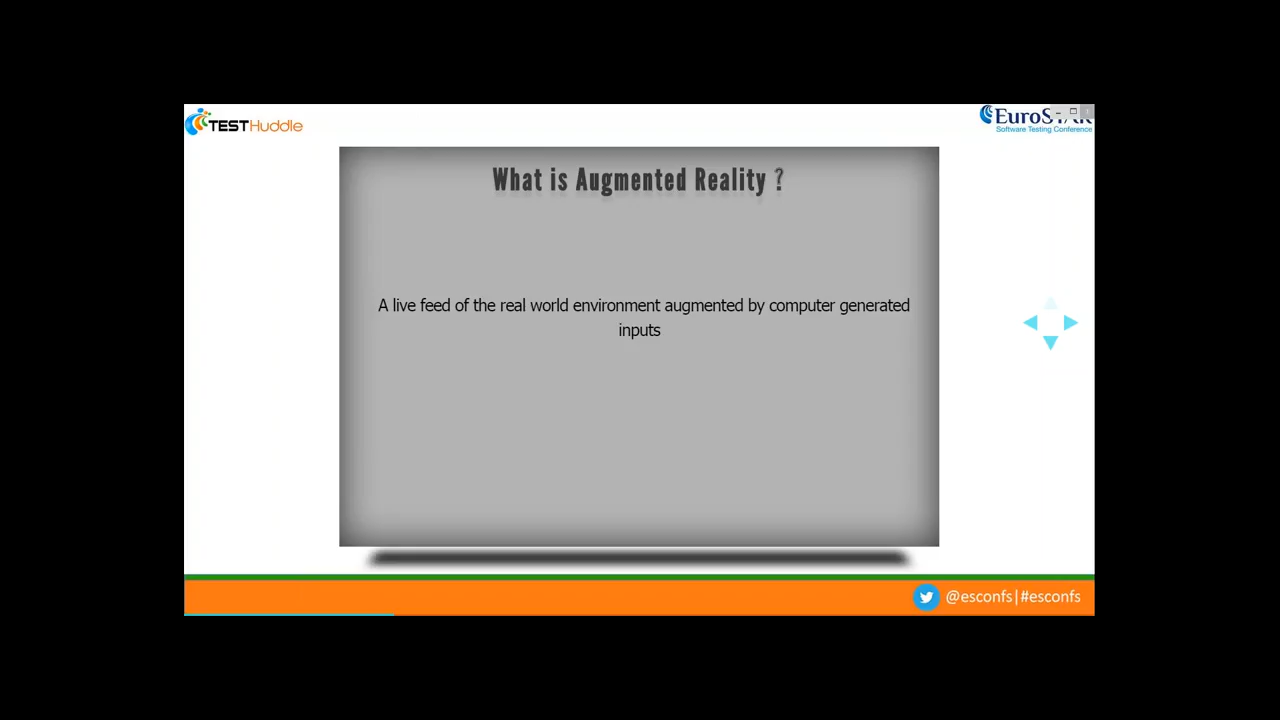 TESTHuddle
EuroSTAR
Software Testing Conference
What is Augmented Reality ?
A live feed of the real world environment augmented by computer generated
inputs
@esconfs|#esconfs